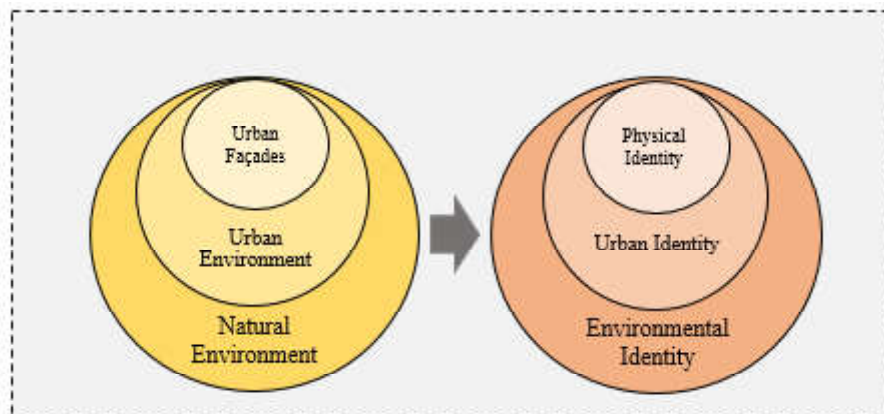 Urban
Façades
Urban
Environment
Natural
Environment
Physical
Identity
Urban Identity
Environmental
Identity